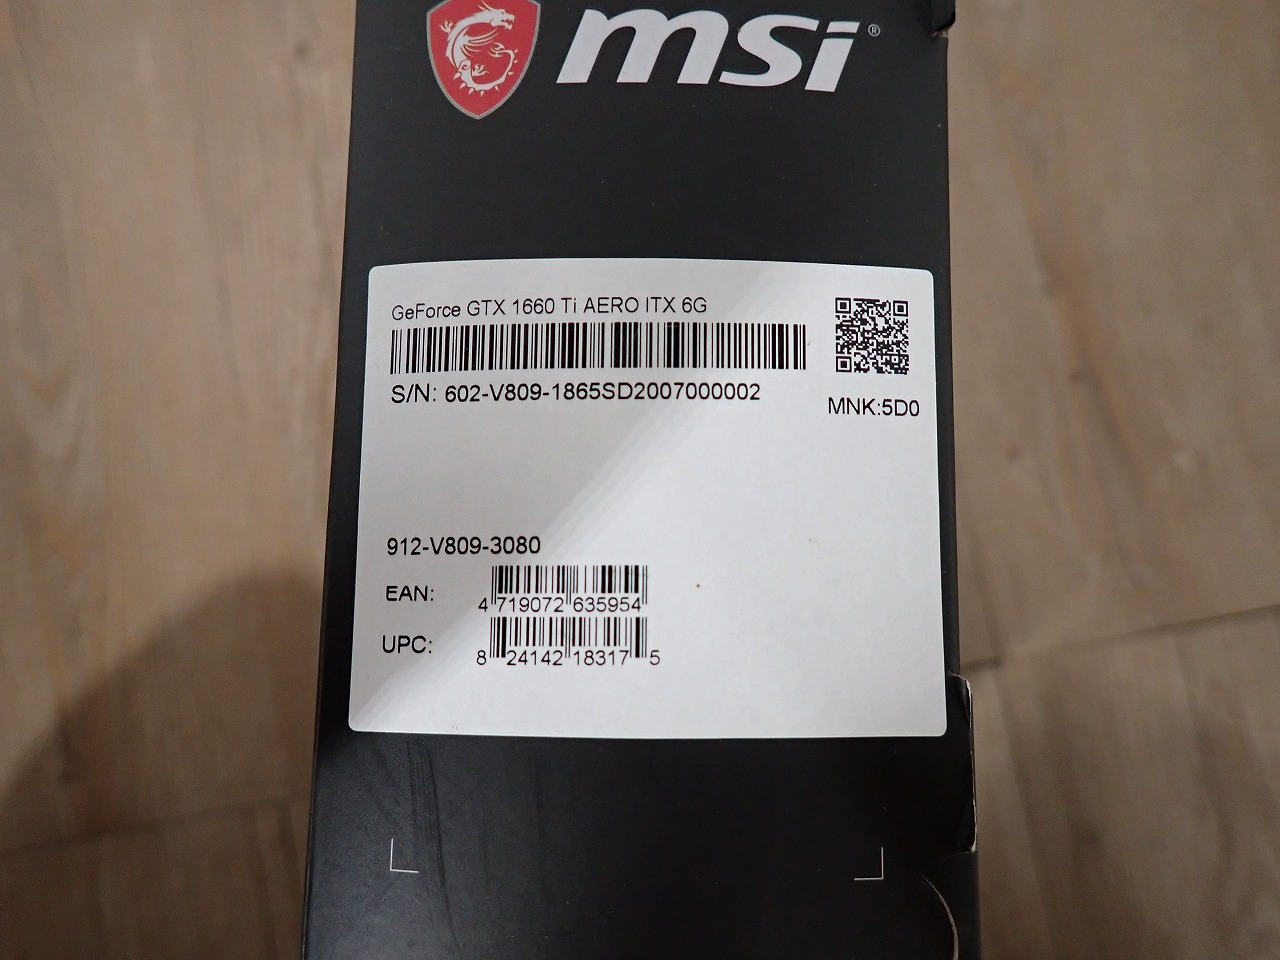 msi®
GeForce GTX 1660 Ti AERO ITX 6G
S/N: 602-V809-1865SD2007000002
MNK:5D0
912-V809-3080
EAN: 4 719072 635954
UPC: 8 24142 18317 5